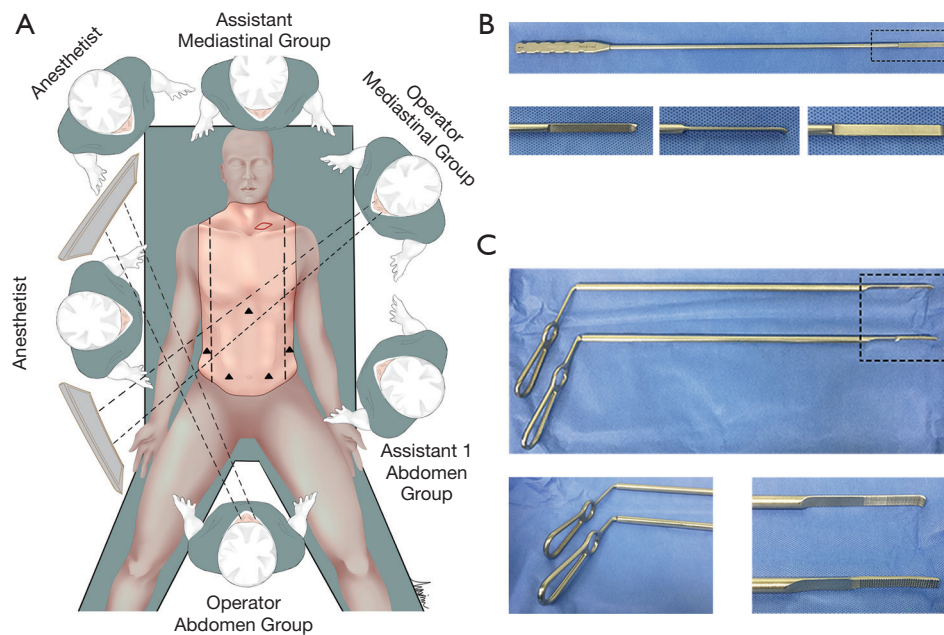 A
Assistant
Mediastinal Group
Anesthetist
Operator
Mediastinal Group
Anesthetist
Assistant 1
Abdomen
Group
Operator
Abdomen Group
B
C